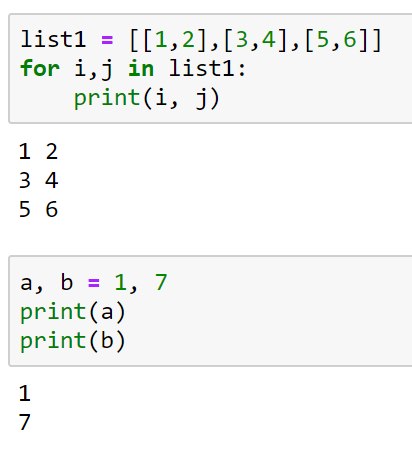 list1 = [[1,2],[3,4],[5,6]]
for i,j in list1:
    print(i, j)
1 2
3 4
5 6
a, b = 1, 7
print(a)
print(b)
1
7